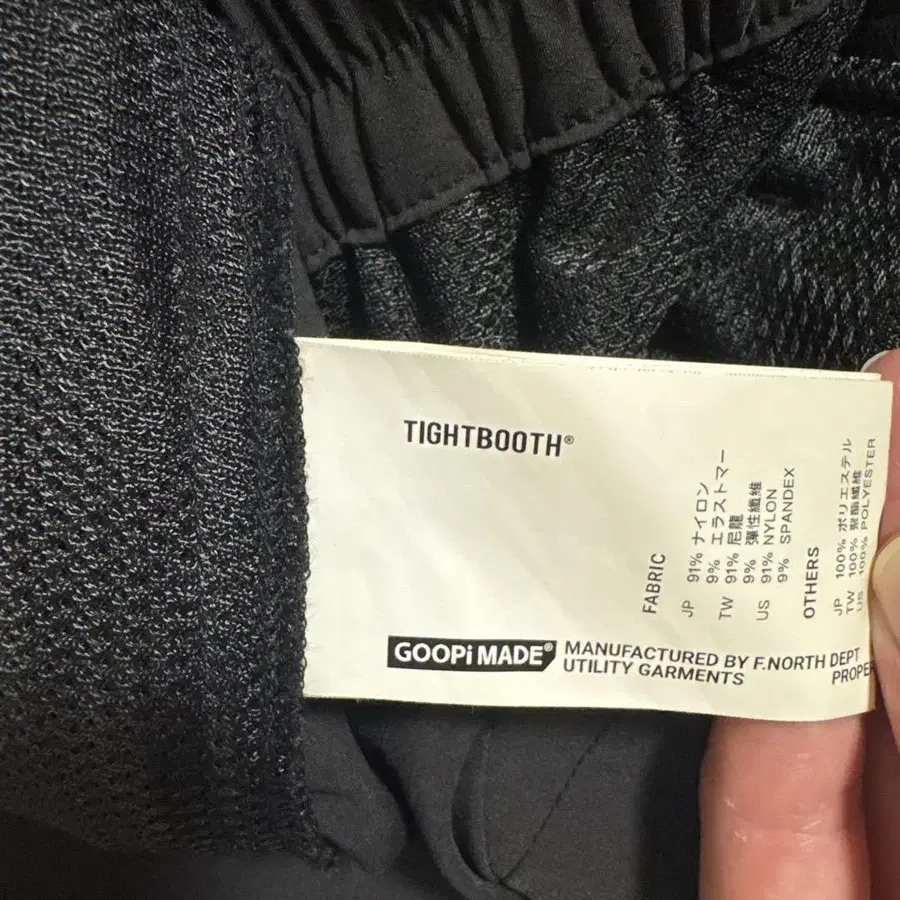 TIGHTBOOTH®
FABRIC
JP 91% ナイロン
9% エラストマー
TW 91% 尼龍
9% 彈性纖維
US 91% NYLON
9% SPANDEX
OTHERS
JP 100% ポリエステル
TW 100% 聚酯纖維
US 100% POLYESTER
GOOPiMADE® MANUFACTURED BY F.NORTH DEPT
UTILITY GARMENTS PROPER